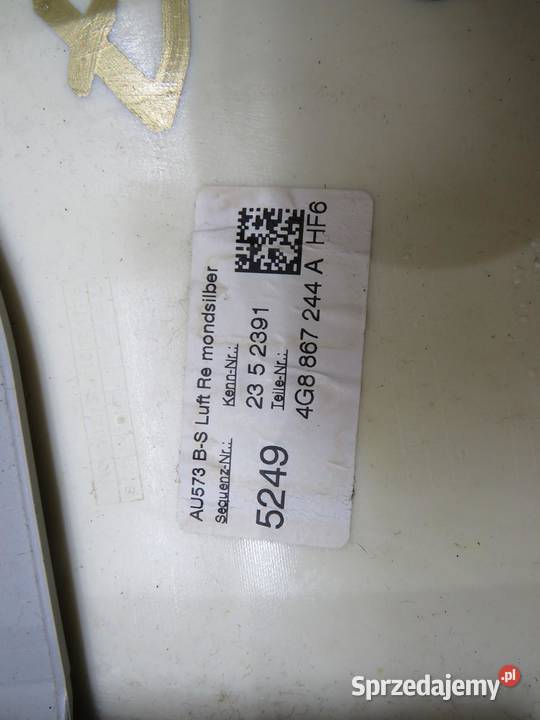 AU573 B-S Luft Re mondsilber
Sequenz-Nr.: Kenn-Nr.:
5249 23 5 2391
Teile-Nr.:
4G8 867 244 A HF6
Sprzedajemy.pl